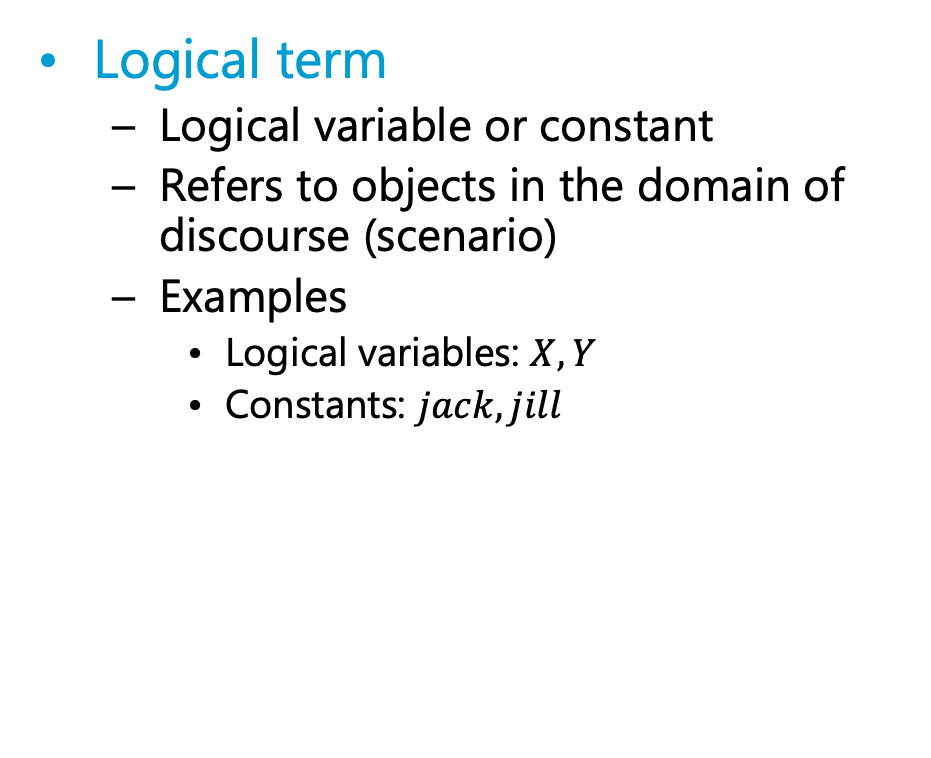 • Logical term
– Logical variable or constant
– Refers to objects in the domain of
discourse (scenario)
– Examples
• Logical variables: 𝑋, 𝑌
• Constants: 𝑗𝑎𝑐𝑘, 𝑗𝑖𝑙𝑙